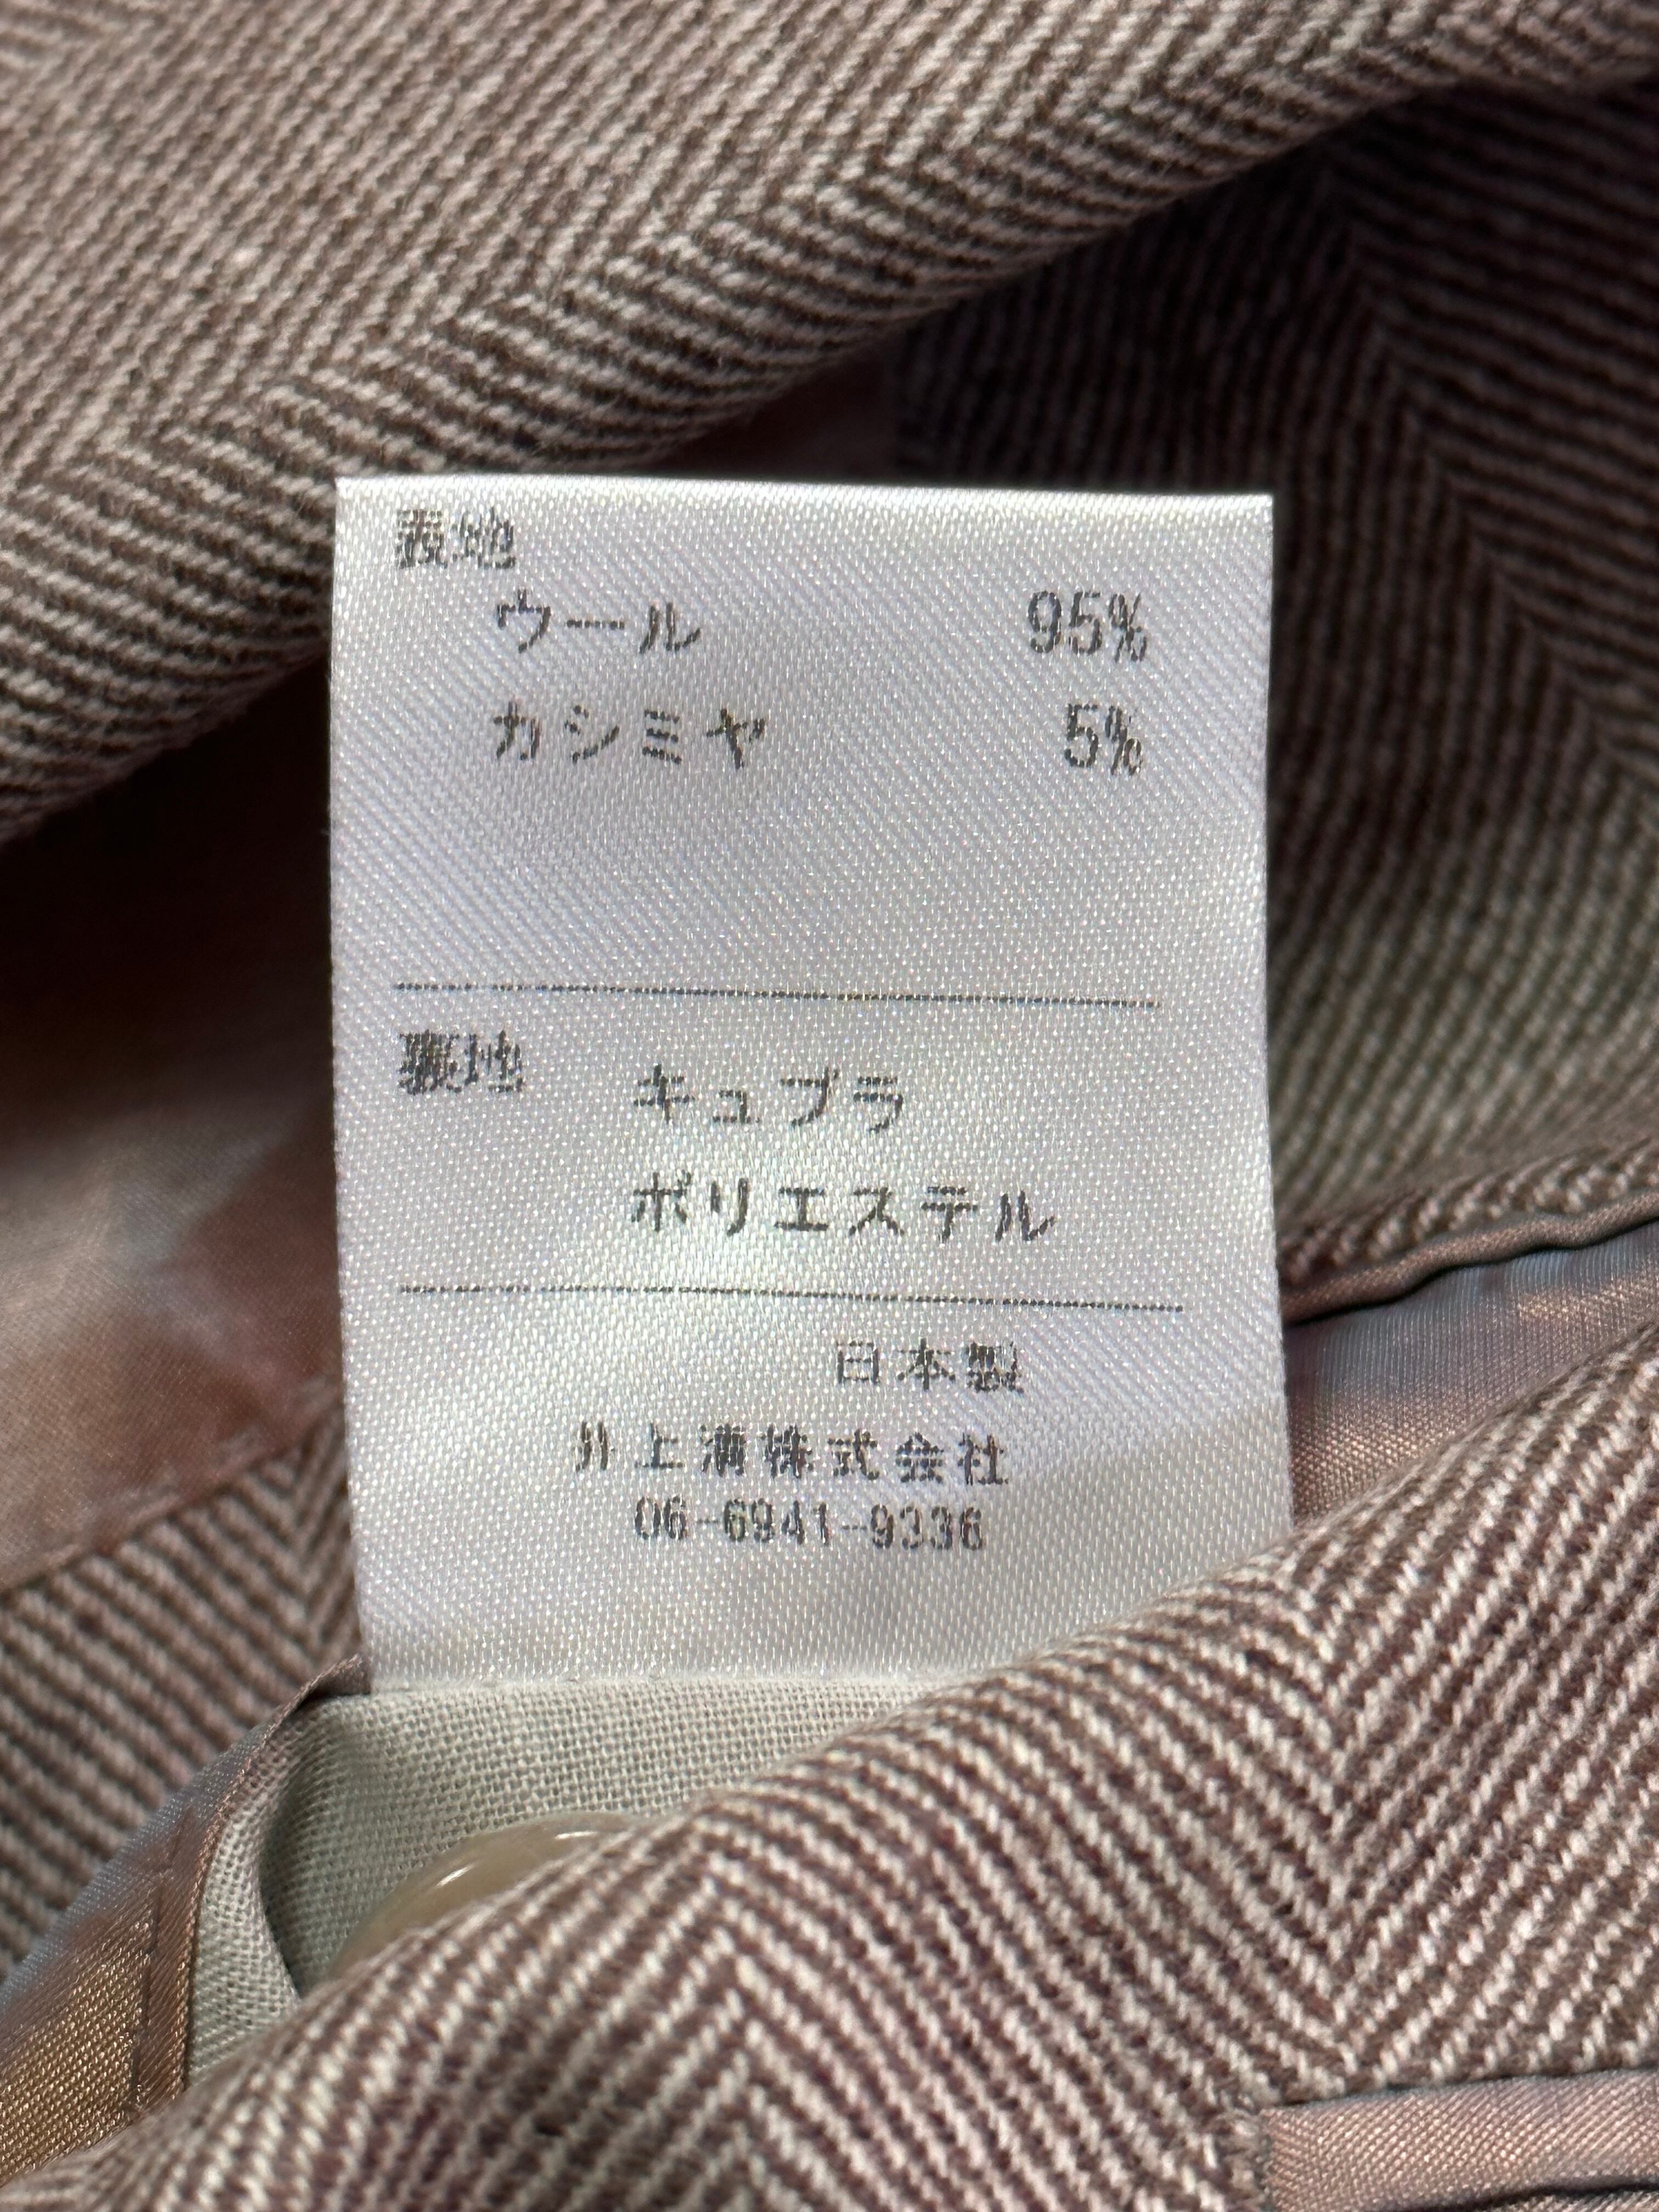 表地
ウール 95%
カシミヤ 5%
裏地 キュプラ
ポリエステル
日本製
井上溝株式会社
06-6941-9336